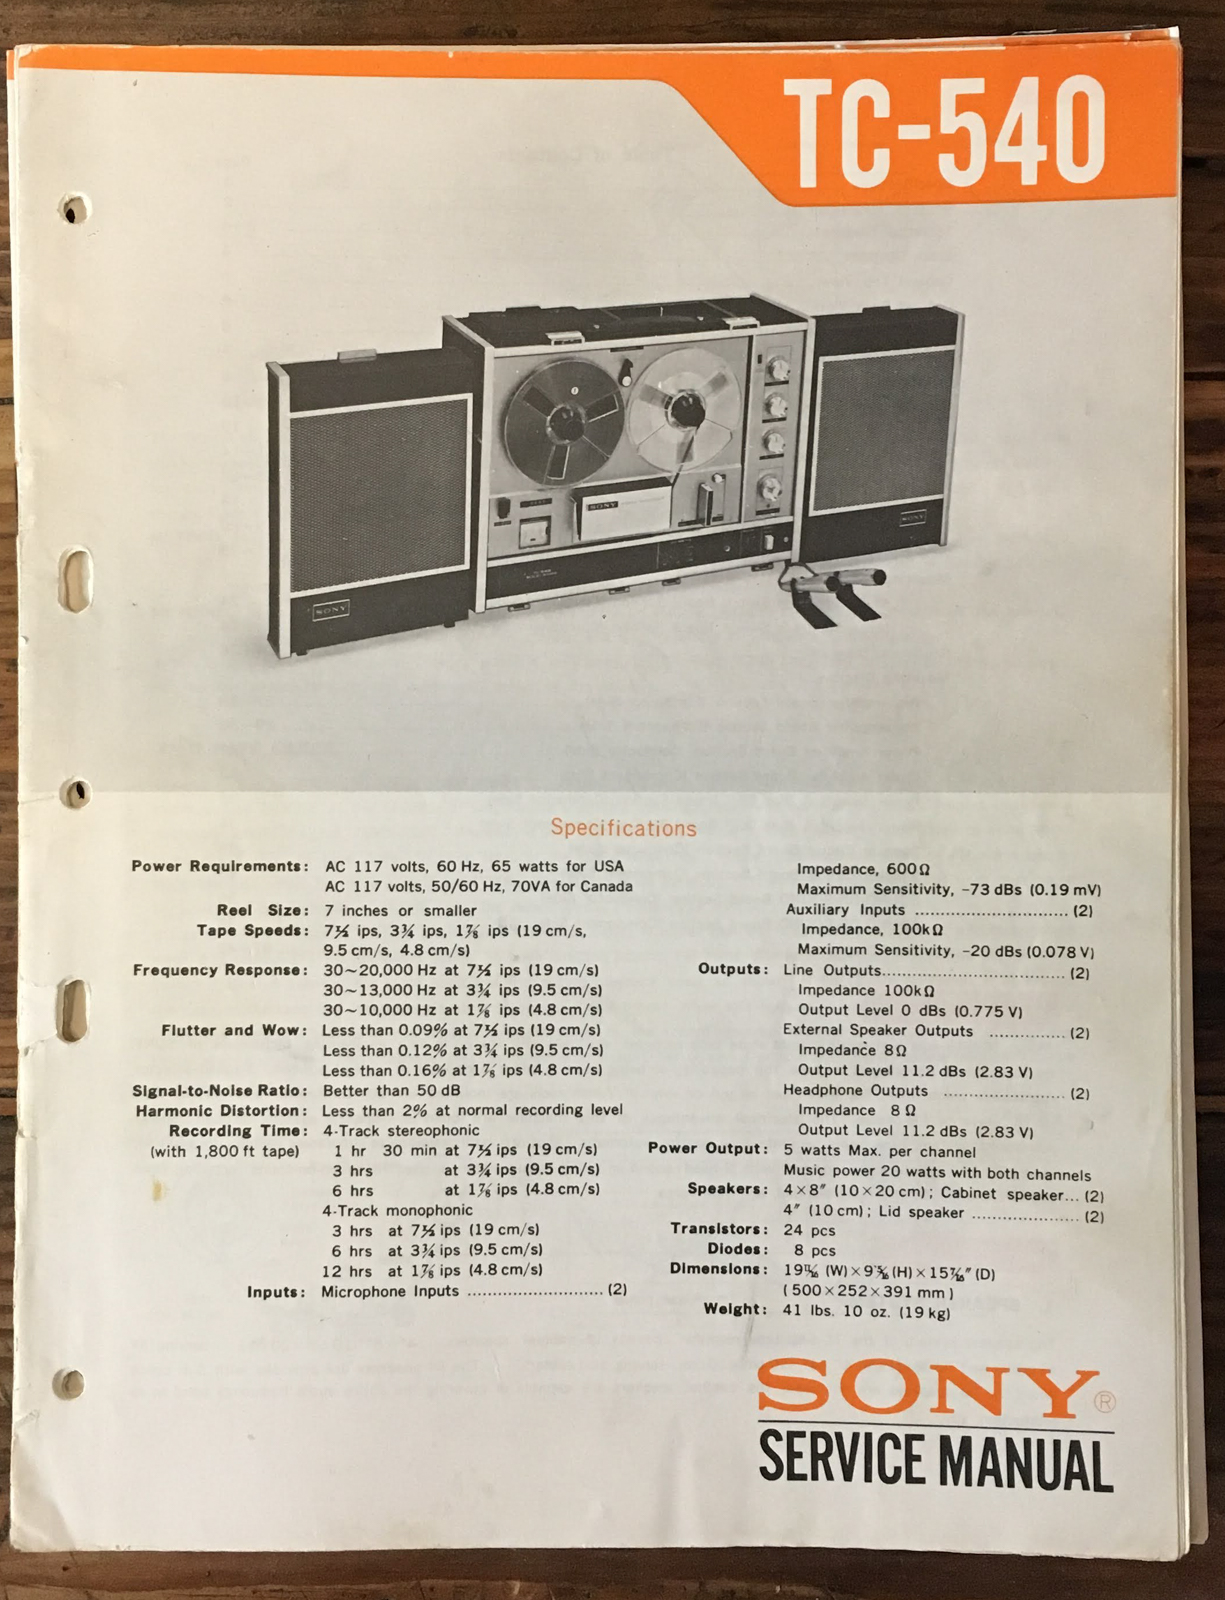 TC-540
SONY
SONY
SONY
Specifications
Power Requirements: AC 117 volts, 60 Hz, 65 watts for USA
AC 117 volts, 50/60 Hz, 70VA for Canada
Reel Size: 7 inches or smaller
Tape Speeds: 7½ ips, 3¾ ips, 1⅞ ips (19 cm/s,
9.5 cm/s, 4.8 cm/s)
Frequency Response: 30~20,000 Hz at 7½ ips (19 cm/s)
30~13,000 Hz at 3¾ ips (9.5 cm/s)
30~10,000 Hz at 1⅞ ips (4.8 cm/s)
Flutter and Wow: Less than 0.09% at 7½ ips (19 cm/s)
Less than 0.12% at 3¾ ips (9.5 cm/s)
Less than 0.16% at 1⅞ ips (4.8 cm/s)
Signal-to-Noise Ratio: Better than 50 dB
Harmonic Distortion: Less than 2% at normal recording level
Recording Time: 4-Track stereophonic
(with 1,800 ft tape) 1 hr 30 min at 7½ ips (19 cm/s)
3 hrs at 3¾ ips (9.5 cm/s)
6 hrs at 1⅞ ips (4.8 cm/s)
4-Track monophonic
3 hrs at 7½ ips (19 cm/s)
6 hrs at 3¾ ips (9.5 cm/s)
12 hrs at 1⅞ ips (4.8 cm/s)
Inputs: Microphone Inputs ........................... (2)
Impedance, 600Ω
Maximum Sensitivity, -73 dBs (0.19 mV)
Auxiliary Inputs .............................. (2)
Impedance, 100kΩ
Maximum Sensitivity, -20 dBs (0.078 V)
Outputs: Line Outputs.................................... (2)
Impedance 100kΩ
Output Level 0 dBs (0.775 V)
External Speaker Outputs ............... (2)
Impedance 8Ω
Output Level 11.2 dBs (2.83 V)
Headphone Outputs ........................ (2)
Impedance 8 Ω
Output Level 11.2 dBs (2.83 V)
Power Output: 5 watts Max. per channel
Music power 20 watts with both channels
Speakers: 4×8″ (10×20 cm); Cabinet speaker... (2)
4″ (10 cm); Lid speaker ..................... (2)
Transistors: 24 pcs
Diodes: 8 pcs
Dimensions: (W)× (H)× (D)
(500×252×391 mm)
Weight: 41 lbs. 10 oz. (19 kg)
SONY®
SERVICE MANUAL